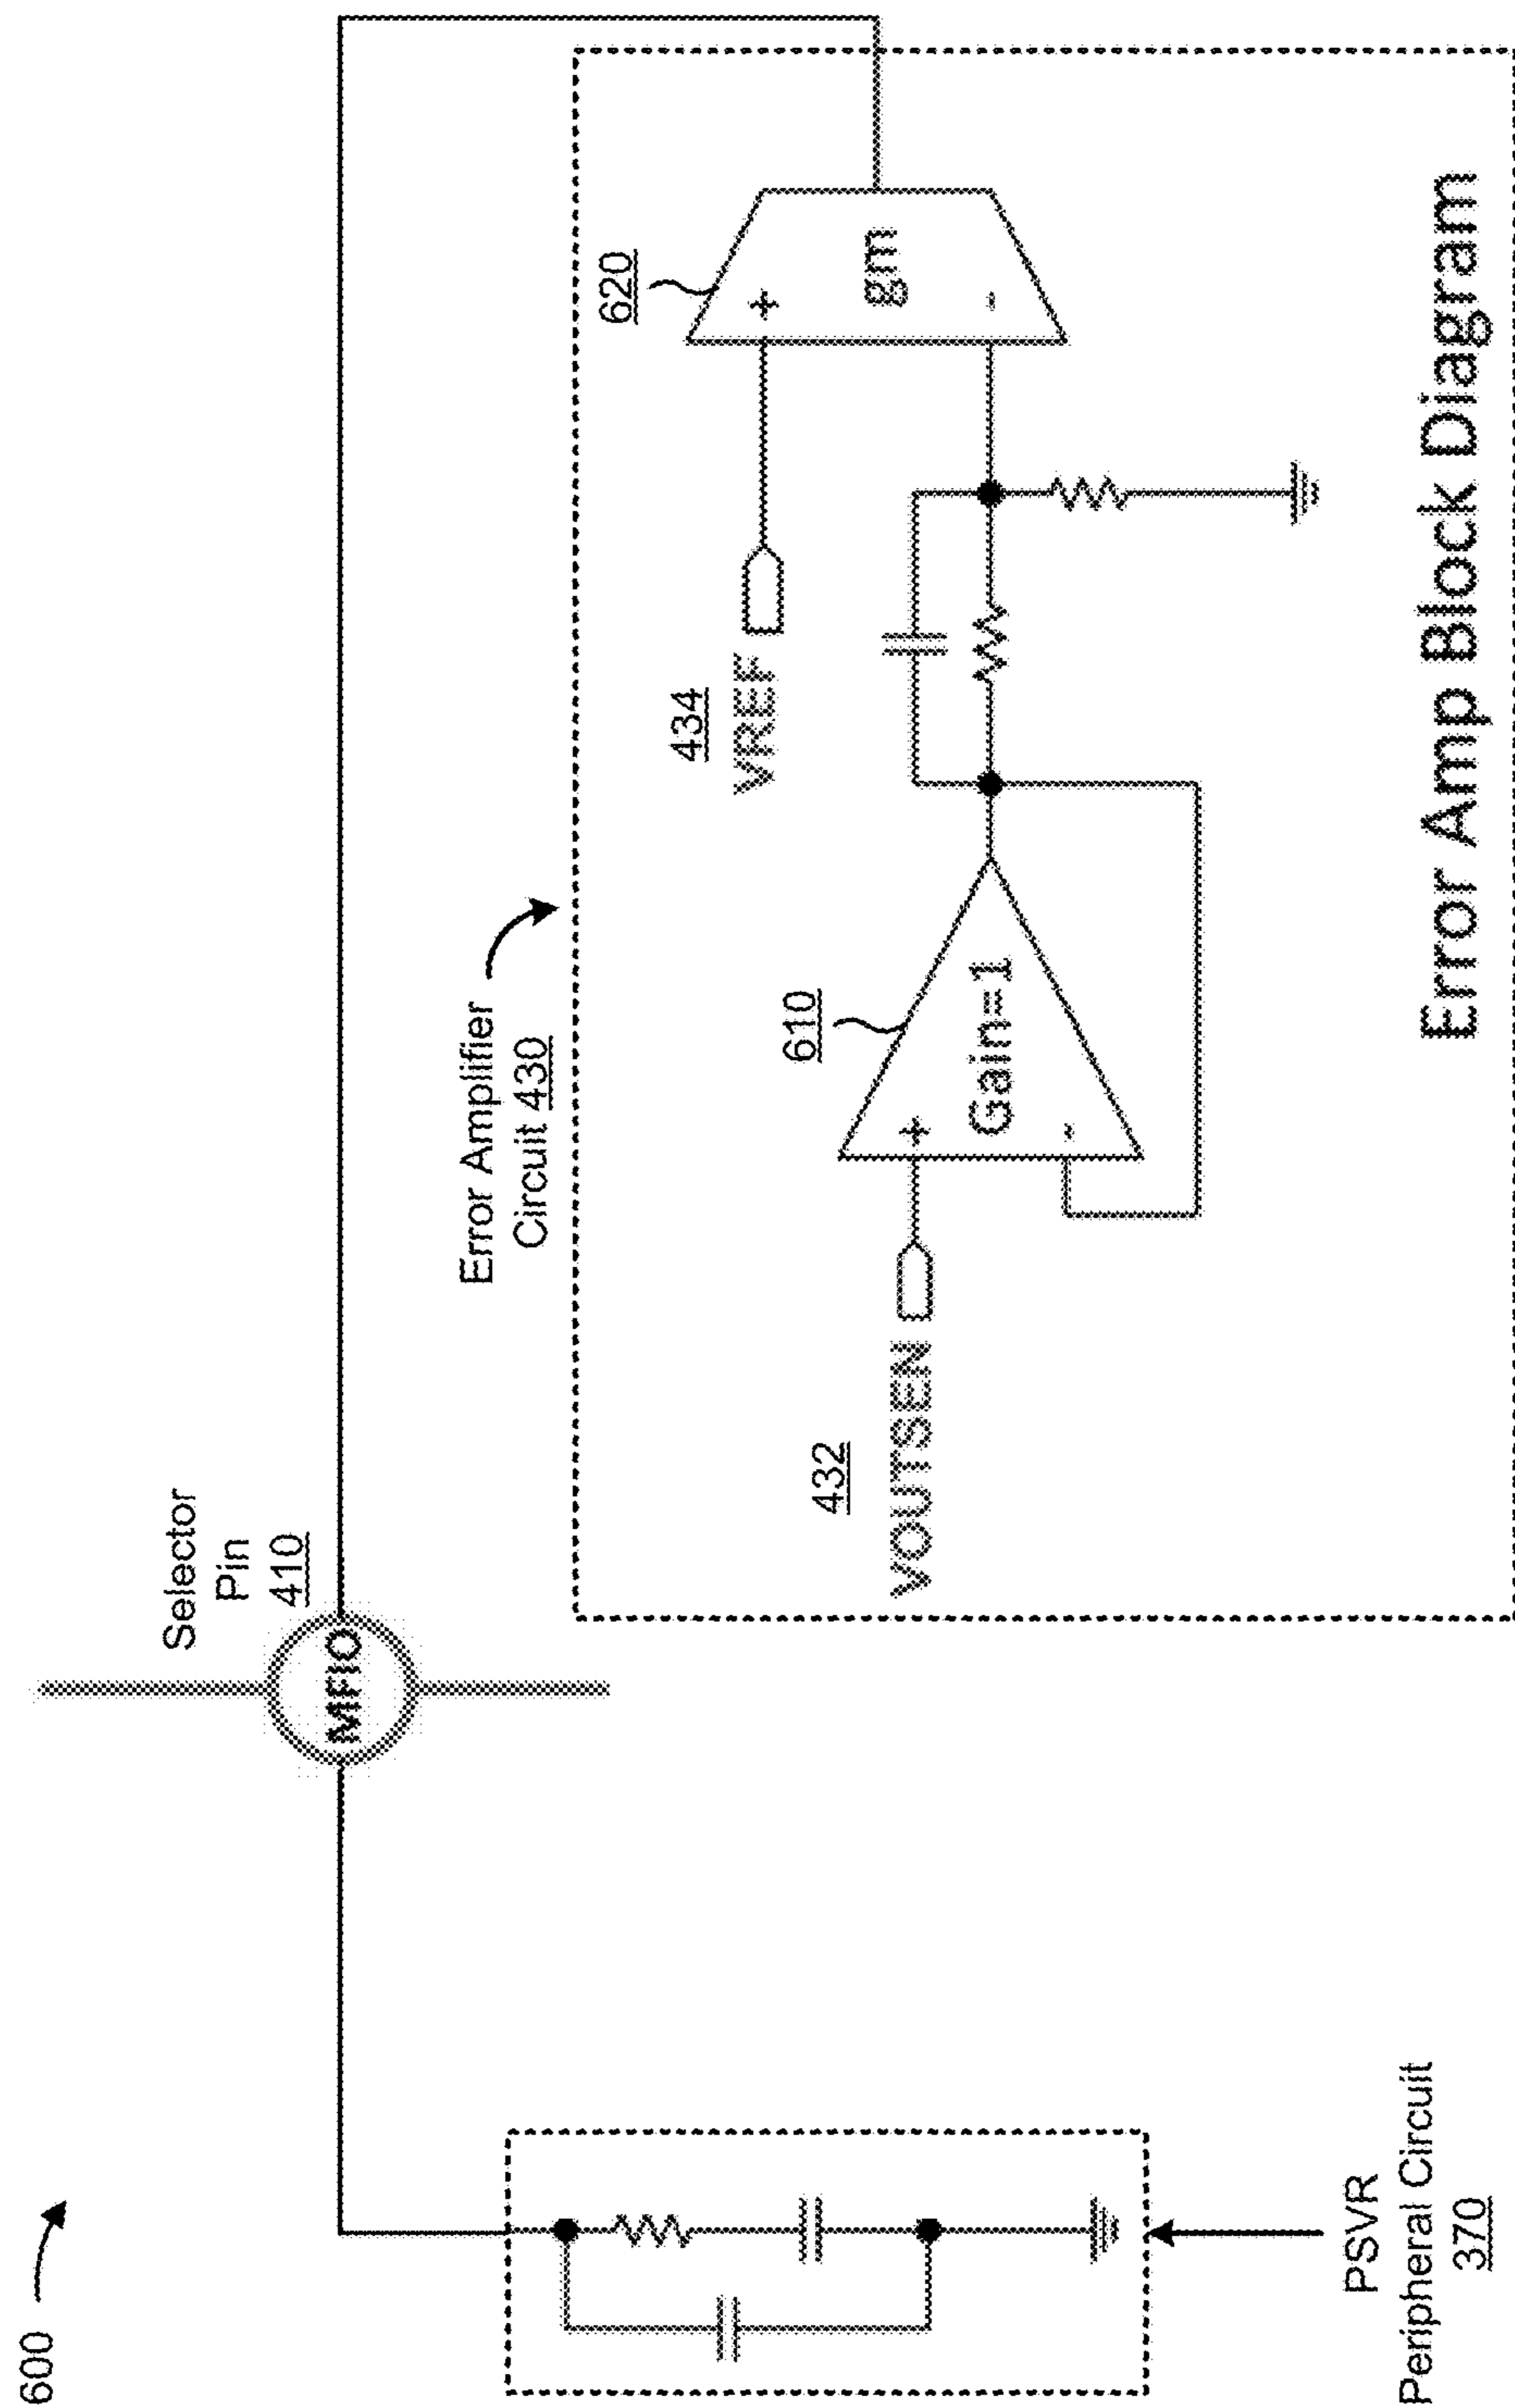 600
Selector
Pin
410
MFIO
Error Amplifier
Circuit 430
620
+
gm
-
434
VREF
610
+
Gain=1
-
432
VOUTSEN
Error Amp Block Diagram
PSVR
Peripheral Circuit
370